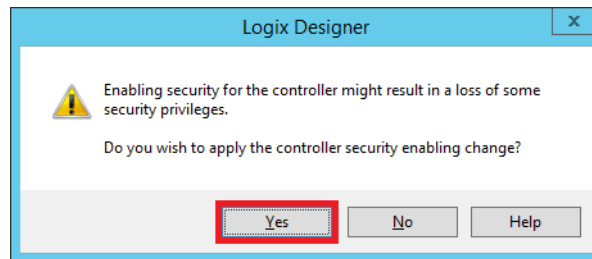 Logix Designer
x
Enabling security for the controller might result in a loss of some
security privileges.
Do you wish to apply the controller security enabling change?
Yes
No
Help